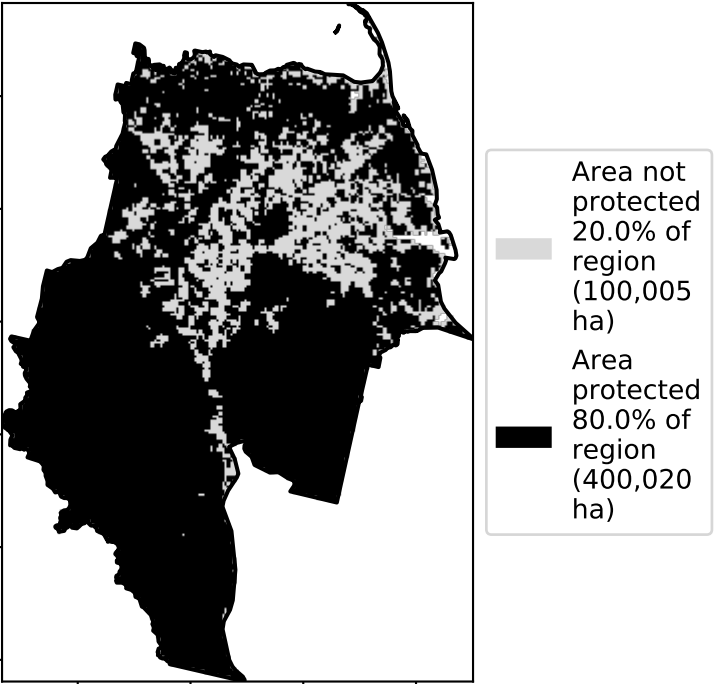 Area not
protected
20.0% of
region
(100,005
ha)
Area
protected
80.0% of
region
(400,020
ha)